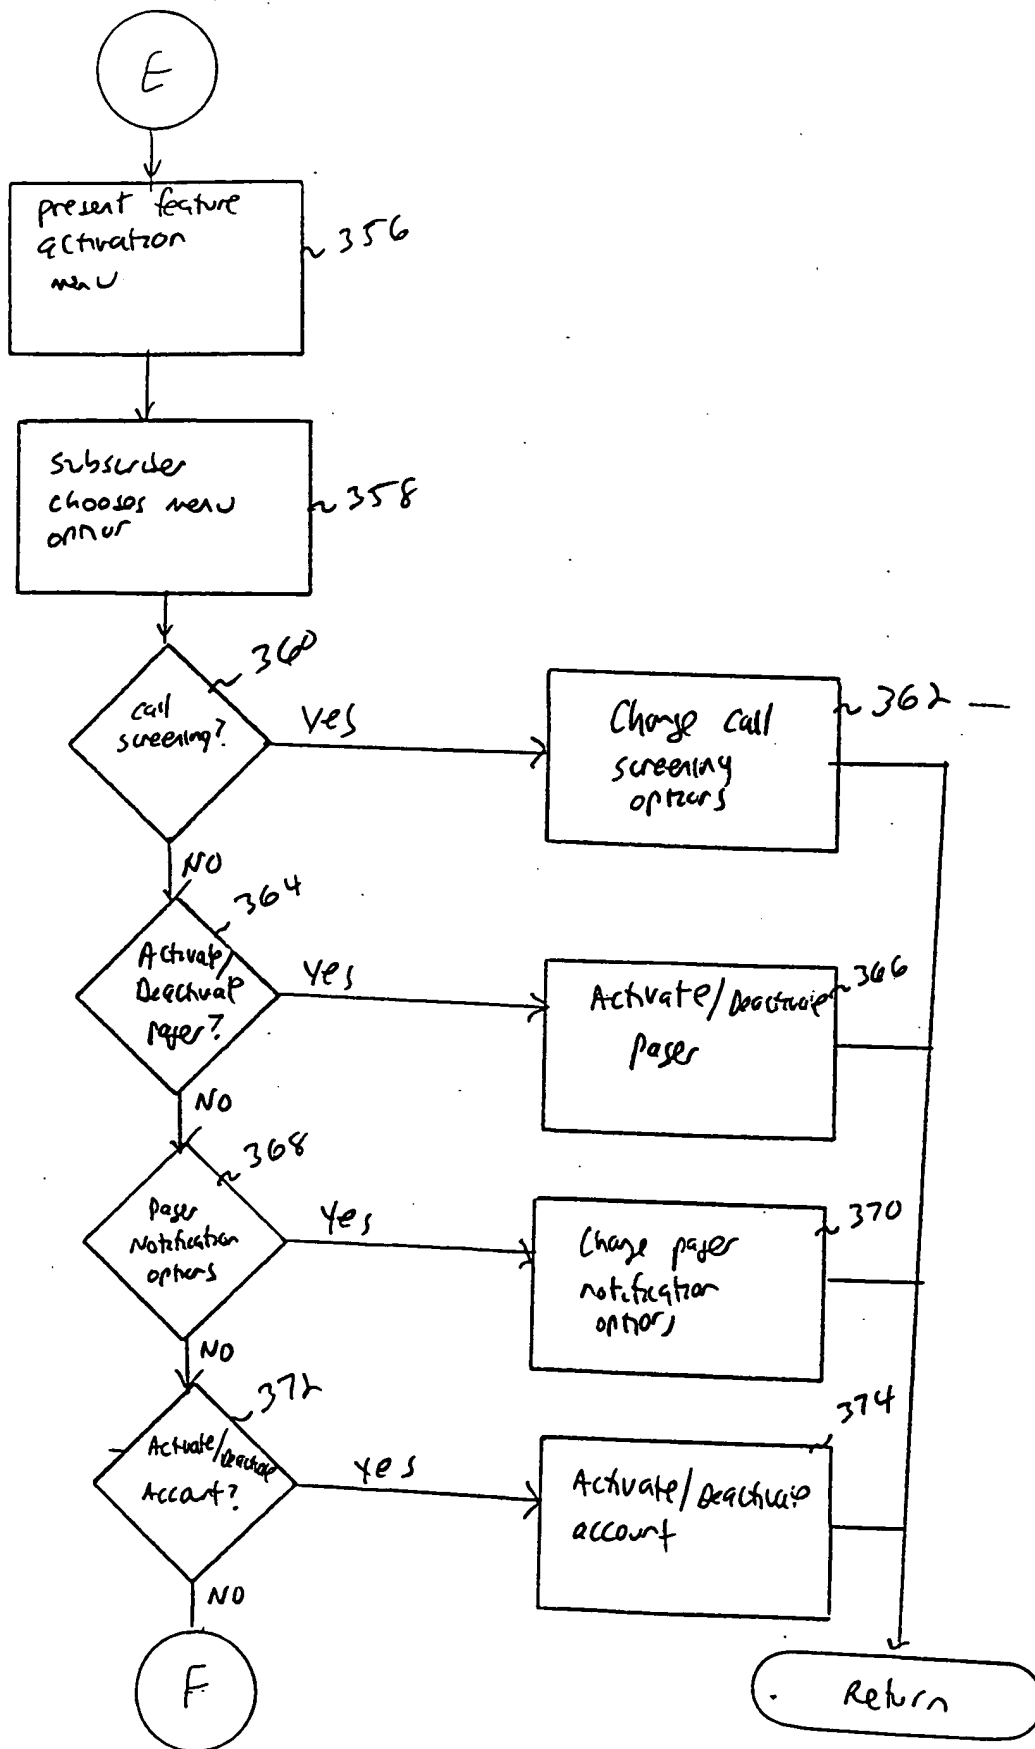 E
present feature
activation
menu
356
Subscriber
chooses menu
option
358
360
Call
screening?
Yes
Change Call
screening
options
362
NO
364
Activate/
Deactivate
Pager?
Yes
Activate/Deactivate
Pager
366
NO
368
Pager
Notification
options
Yes
Change pager
notification
options
370
NO
372
Activate/Deactivate
Account?
Yes
Activate/Deactivate
account
374
NO
F
Return